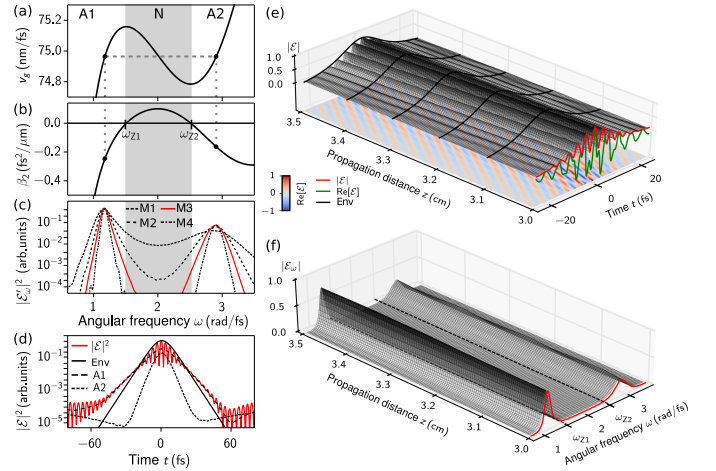 (a) A1 N A2
75.2
75.0
74.8
v_g (nm/fs)
(b)
0.0
−0.2
−0.4
β₂ (fs²/μm)
ω_Z1 ω_Z2
(c)
M1 M3
M2 M4
10⁻¹
10⁻²
10⁻³
10⁻⁴
|ℰ′_ω|² (arb.units)
1 2 3
Angular frequency ω (rad/fs)
(d)
|ℰ|²
Env
A1
A2
10⁻¹
10⁻³
10⁻⁵
|ℰ|² (arb.units)
−60 0 60
Time t (fs)
(e)
|ℰ|
1.0
0.5
0.0
3.5
3.4
3.3
3.2
3.1
3.0
Propagation distance z (cm)
−20
0
20
Time t (fs)
1
−1
Re[ℰ]
|ℰ|
Re[ℰ]
Env
(f)
|ℰ_ω|
1.0
0.5
0.0
3.5
3.4
3.3
3.2
3.1
3.0
Propagation distance z (cm)
1
ω_Z1
2
ω_Z2
3
Angular frequency ω (rad/fs)